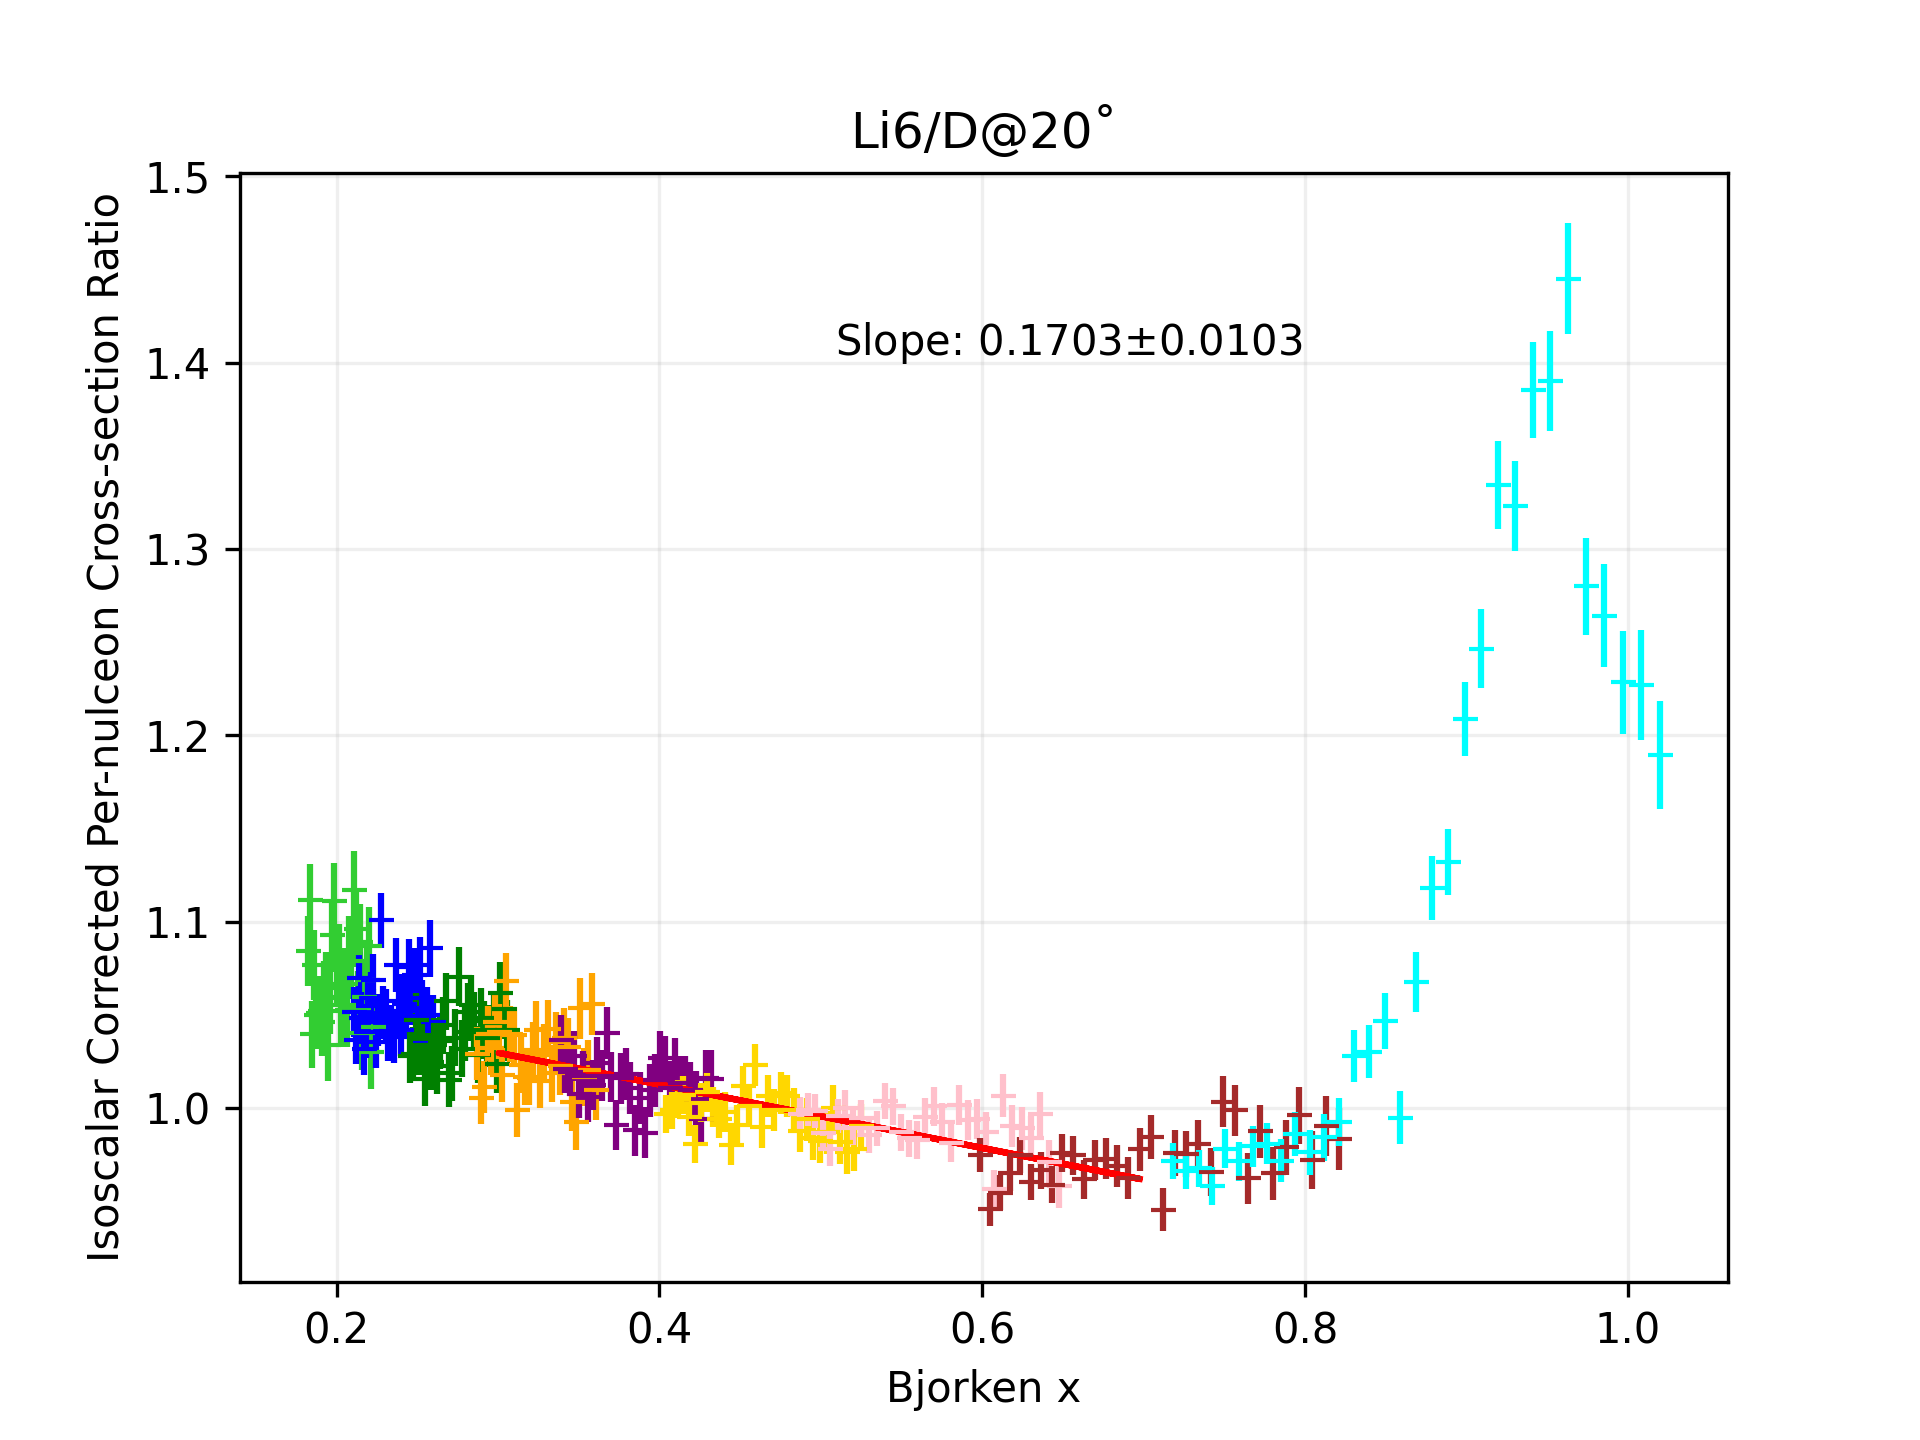 Li6/D@20˚
Isoscalar Corrected Per-nulceon Cross-section Ratio
1.5
1.4
1.3
1.2
1.1
1.0
Slope: 0.1703±0.0103
0.2 0.4 0.6 0.8 1.0
Bjorken x